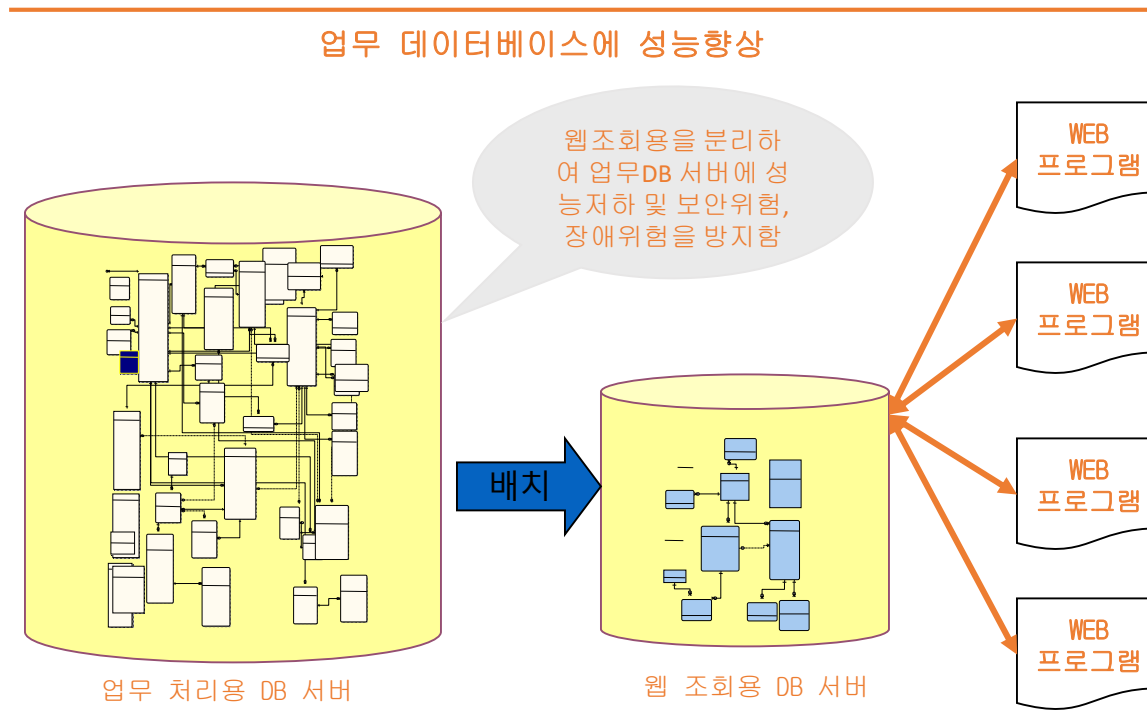 업무 데이터베이스에 성능향상
웹조회용을 분리하
여 업무DB 서버에 성
능저하 및 보안위험,
장애위험을 방지함
WEB
프로그램
WEB
프로그램
배치
WEB
프로그램
WEB
프로그램
업무 처리용 DB 서버
웹 조회용 DB 서버